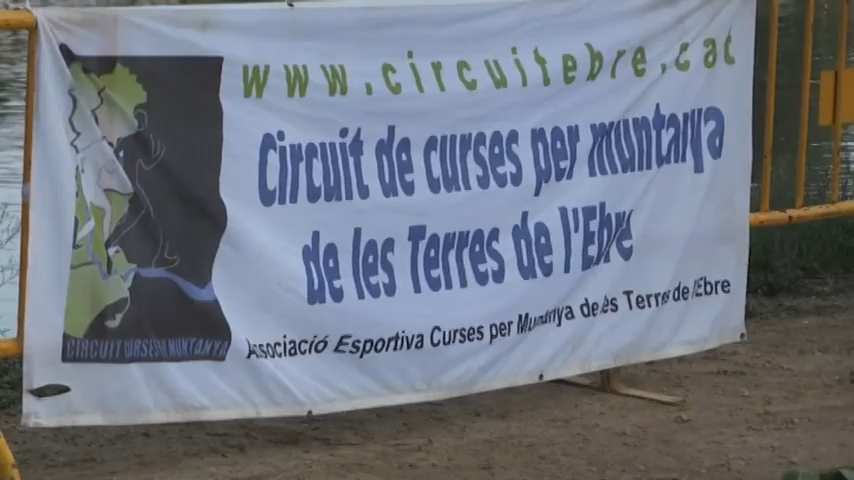 www.circuitebre.cat
Circuit de curses per muntanya
de les Terres de l'Ebre
Associació Esportiva Curses per Muntanya de les Terres de l'Ebre
CIRCUIT CURSES PER MUNTANYA